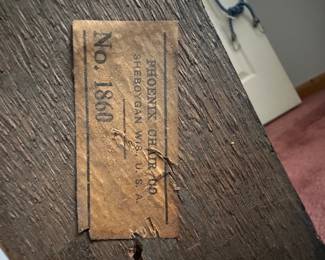 PHOENIX CHAIR CO.
SHEBOYGAN WIS. U. S. A.
No. 1860